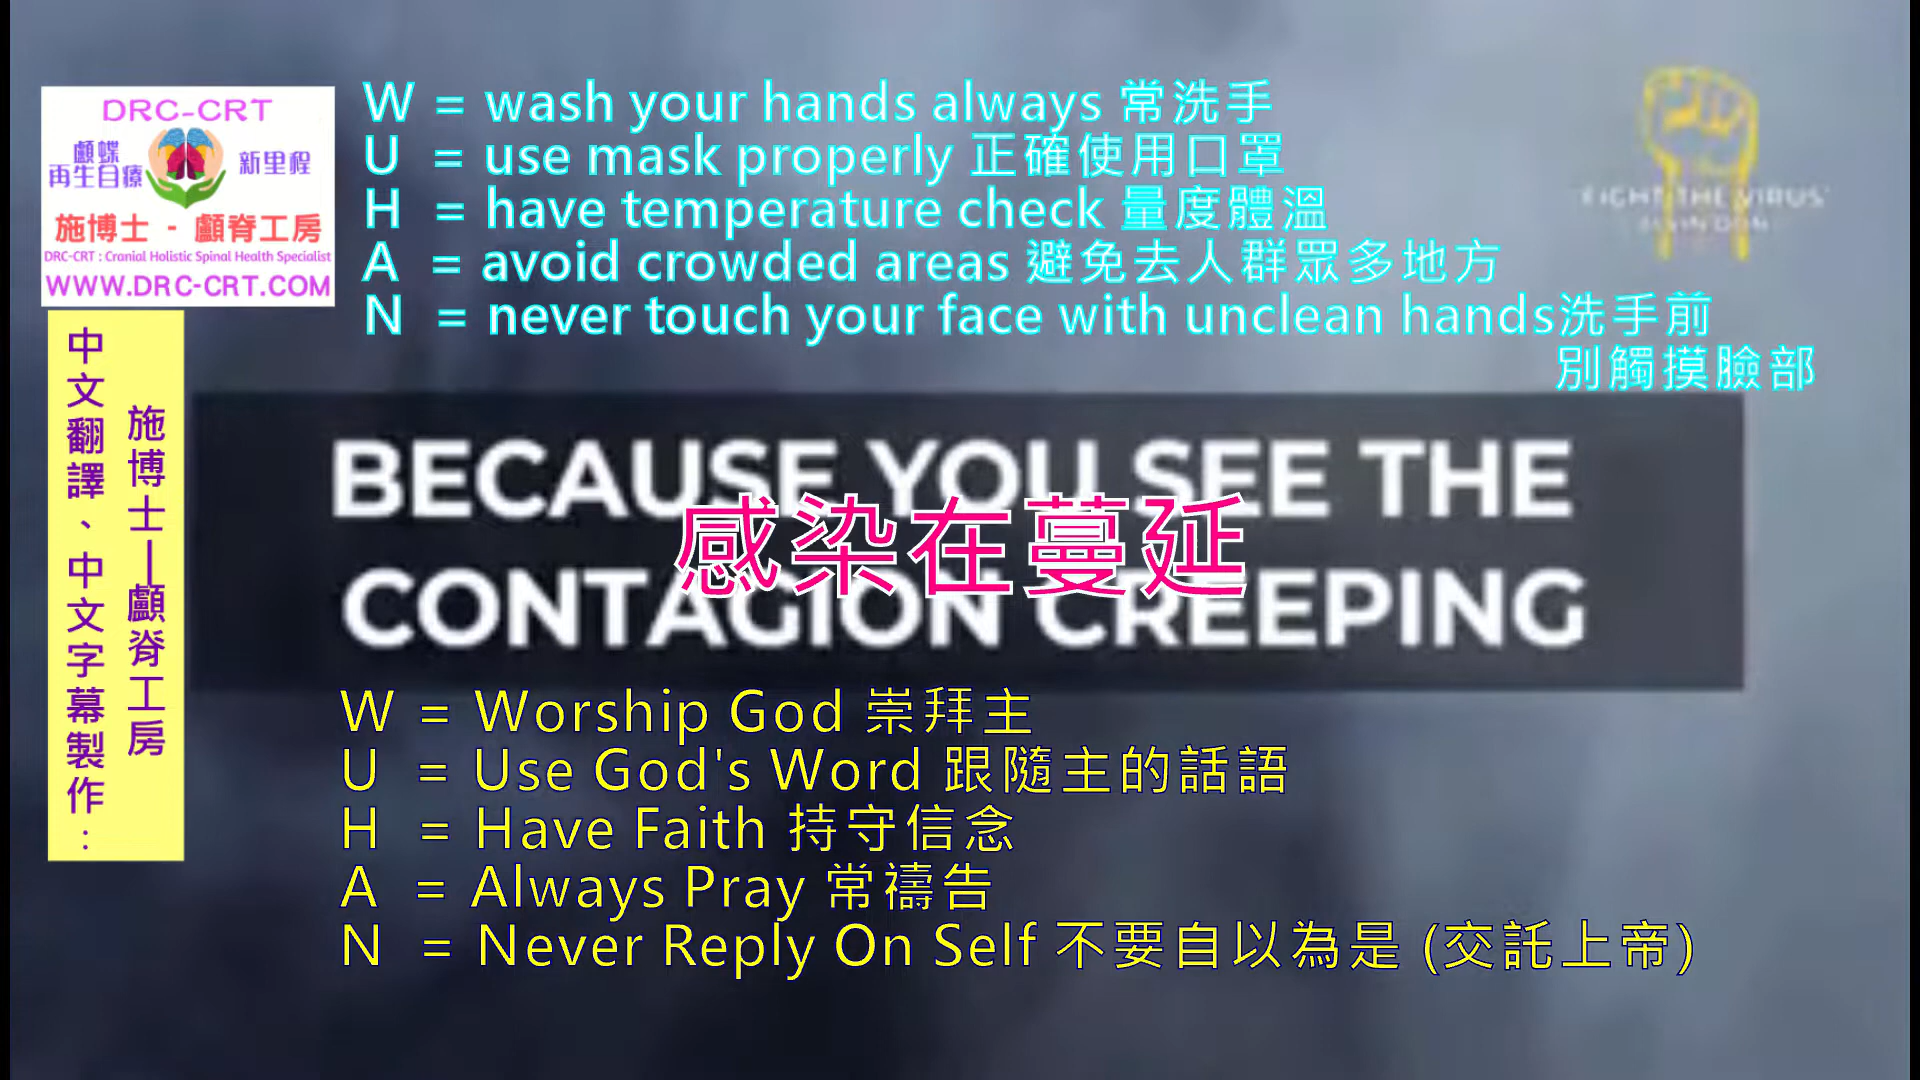 DRC-CRT
顱蝶
再生自療
新里程
施博士 - 顱脊工房
DRC-CRT : Cranial Holistic Spinal Health Specialist
WWW.DRC-CRT.COM
W = wash your hands always 常洗手
U = use mask properly 正確使用口罩
H = have temperature check 量度體溫
A = avoid crowded areas 避免去人群眾多地方
N = never touch your face with unclean hands洗手前
別觸摸臉部
FIGHT THE VIRUS
中文翻譯、中文字幕製作：
施博士—顱脊工房
BECAUSE YOU SEE THE
感染在蔓延
CONTAGION CREEPING
W = Worship God 崇拜主
U = Use God's Word 跟隨主的話語
H = Have Faith 持守信念
A = Always Pray 常禱告
N = Never Reply On Self 不要自以為是 (交託上帝)